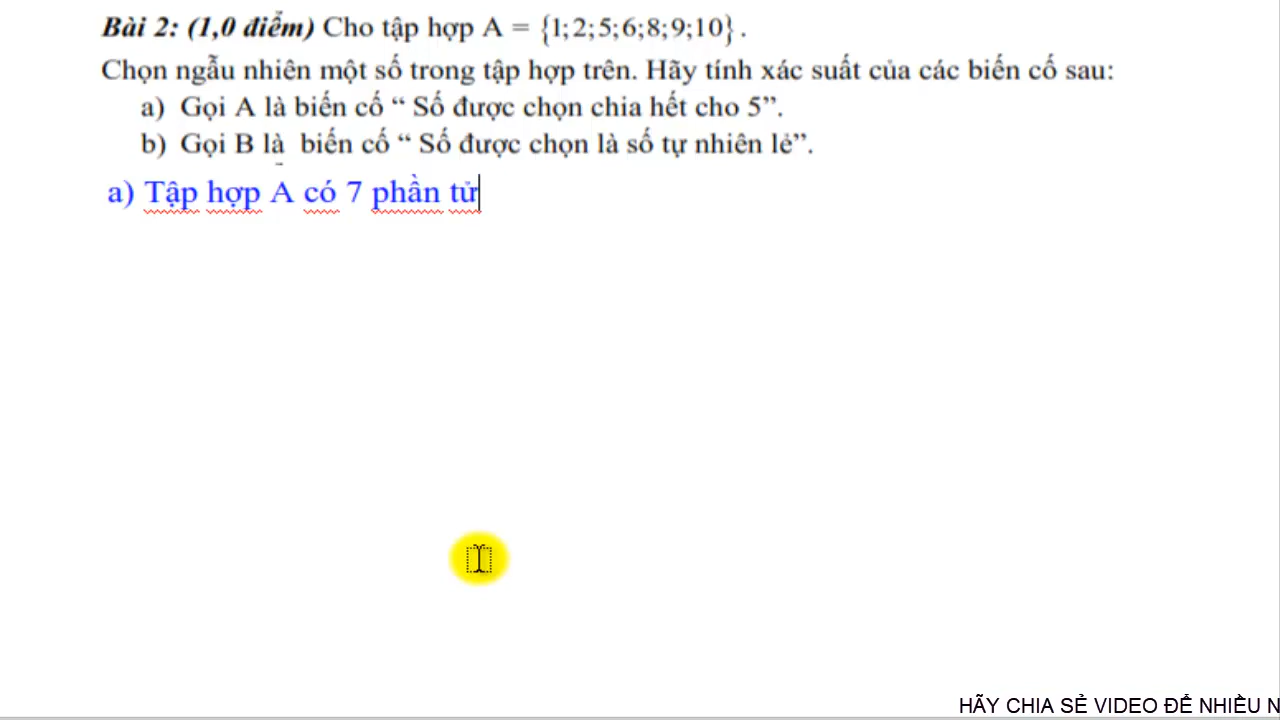 Bài 2: (1,0 điểm) Cho tập hợp A = {1;2;5;6;8;9;10}.
Chọn ngẫu nhiên một số trong tập hợp trên. Hãy tính xác suất của các biến cố sau:
a) Gọi A là biến cố “ Số được chọn chia hết cho 5”.
b) Gọi B là biến cố “ Số được chọn là số tự nhiên lẻ”.
a) Tập hợp A có 7 phần tử
HÃY CHIA SẺ VIDEO ĐỂ NHIỀU N